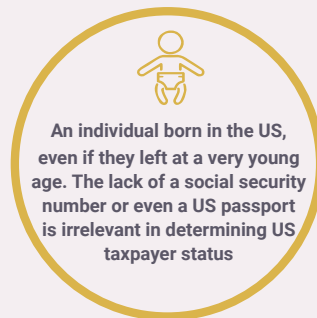 An individual born in the US,
even if they left at a very young
age. The lack of a social security
number or even a US passport
is irrelevant in determining US
taxpayer status